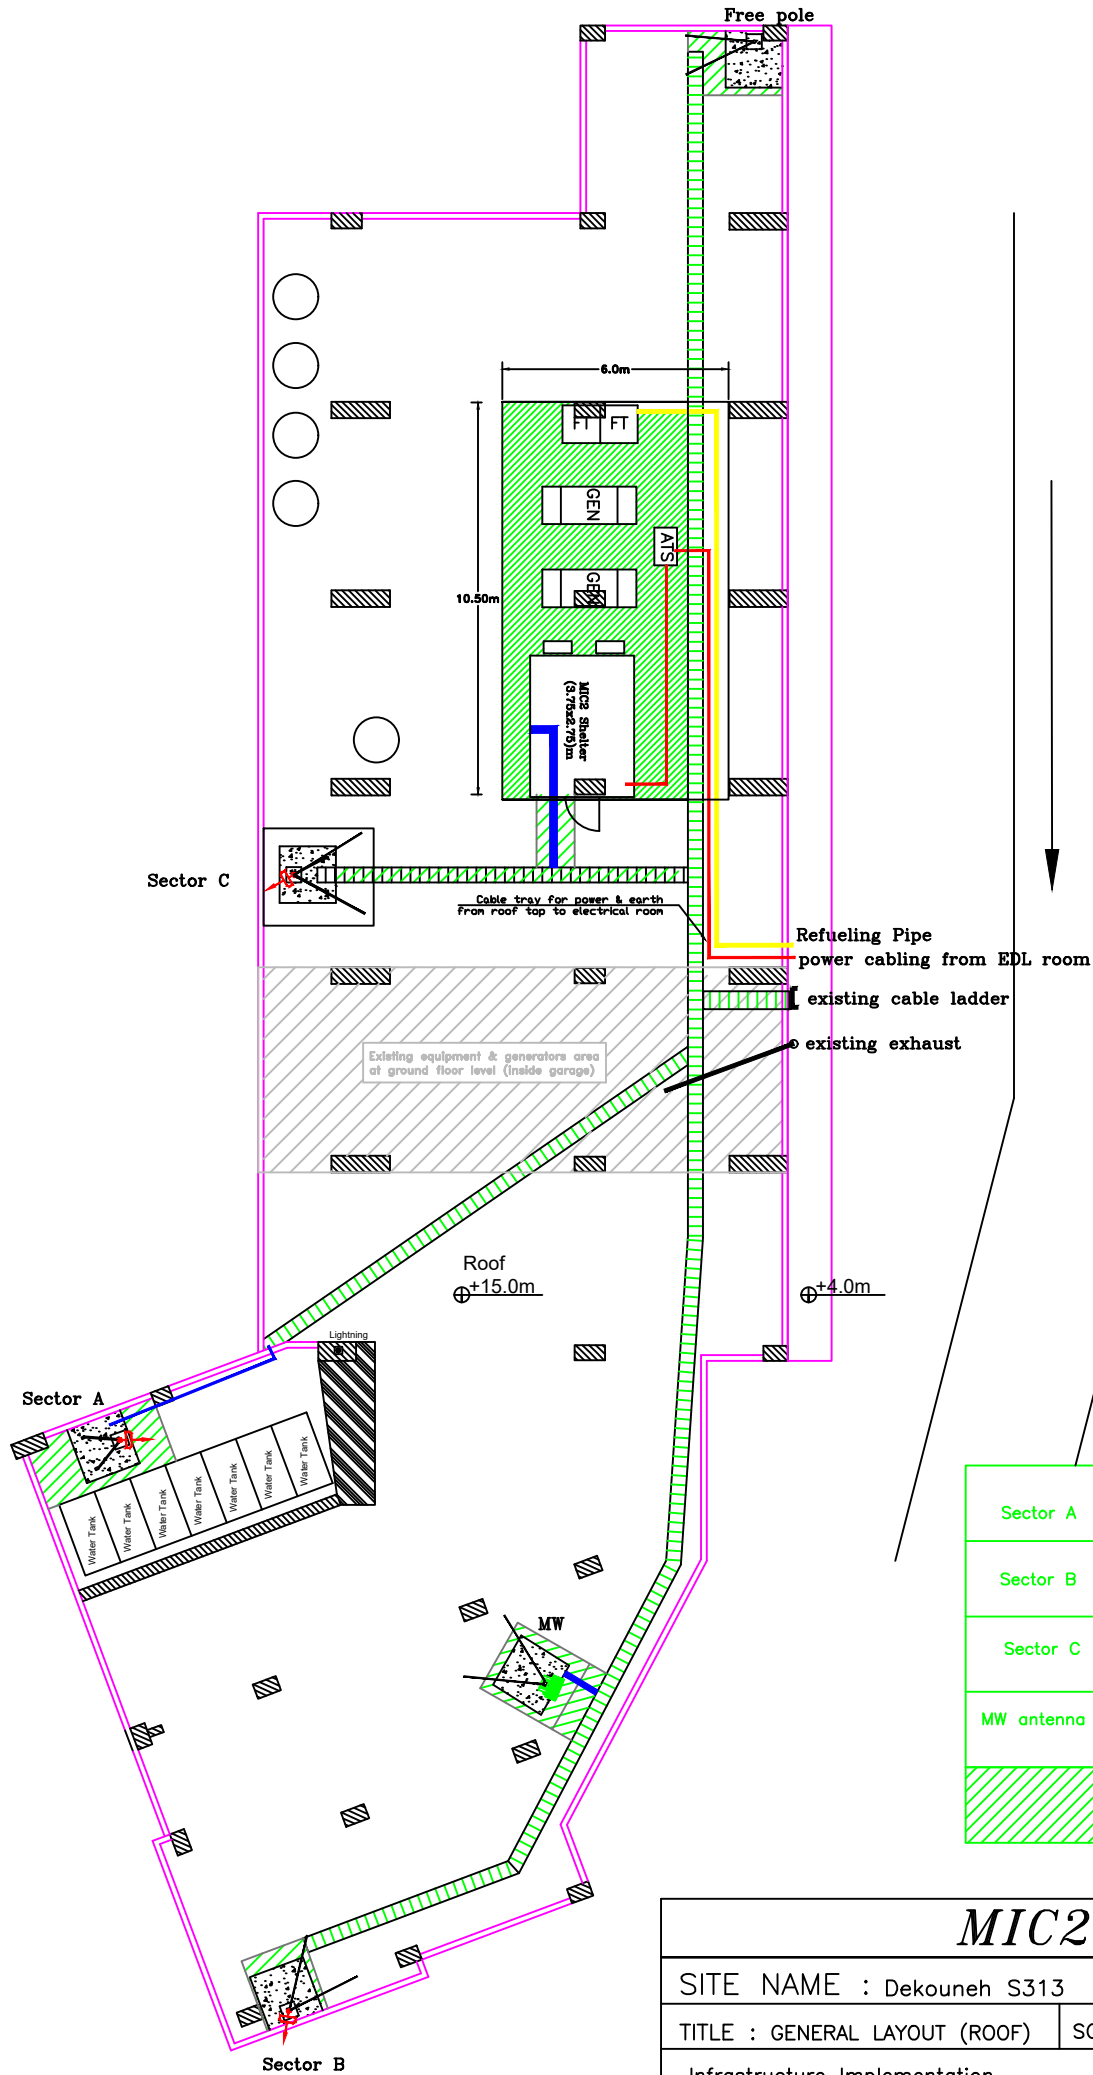 Free pole
6.0m
FT FT
GEN
ATS
GEN
10.50m
MIC2 Shelter
(3.75x2.75)m
Sector C
Cable tray for power & earth
from roof top to electrical room
Refueling Pipe
power cabling from EDL room
existing cable ladder
existing exhaust
Existing equipment & generators area
at ground floor level (inside garage)
Roof
+15.0m
+4.0m
Lightning
Sector A
Water Tank
Water Tank
Water Tank
Water Tank
Water Tank
Water Tank
Water Tank
MW
Sector B
Sector A
Sector B
Sector C
MW antenna
MIC2
SITE NAME : Dekouneh S313
TITLE : GENERAL LAYOUT (ROOF)
Infrastructure Implementation